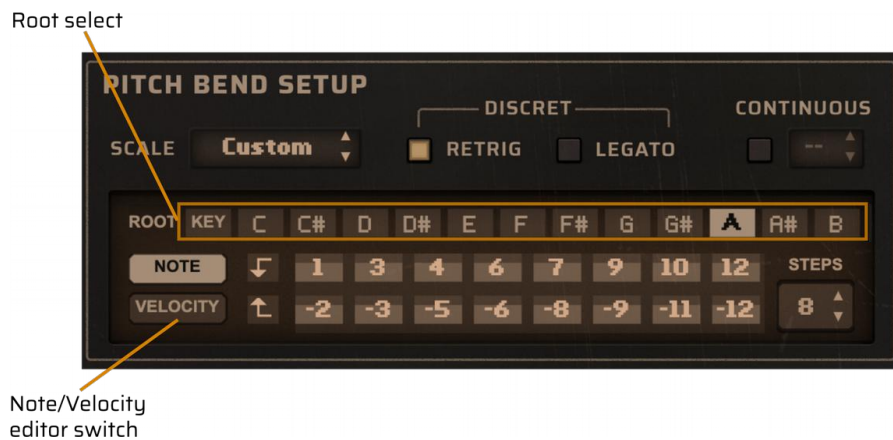 Root select
PITCH BEND SETUP
DISCRET
CONTINUOUS
SCALE Custom RETRIG LEGATO --
ROOT KEY C C# D D# E F F# G G# A A# B
NOTE 1 3 4 6 7 9 10 12 STEPS
VELOCITY -2 -3 -5 -6 -8 -9 -11 -12 8
Note/Velocity
editor switch